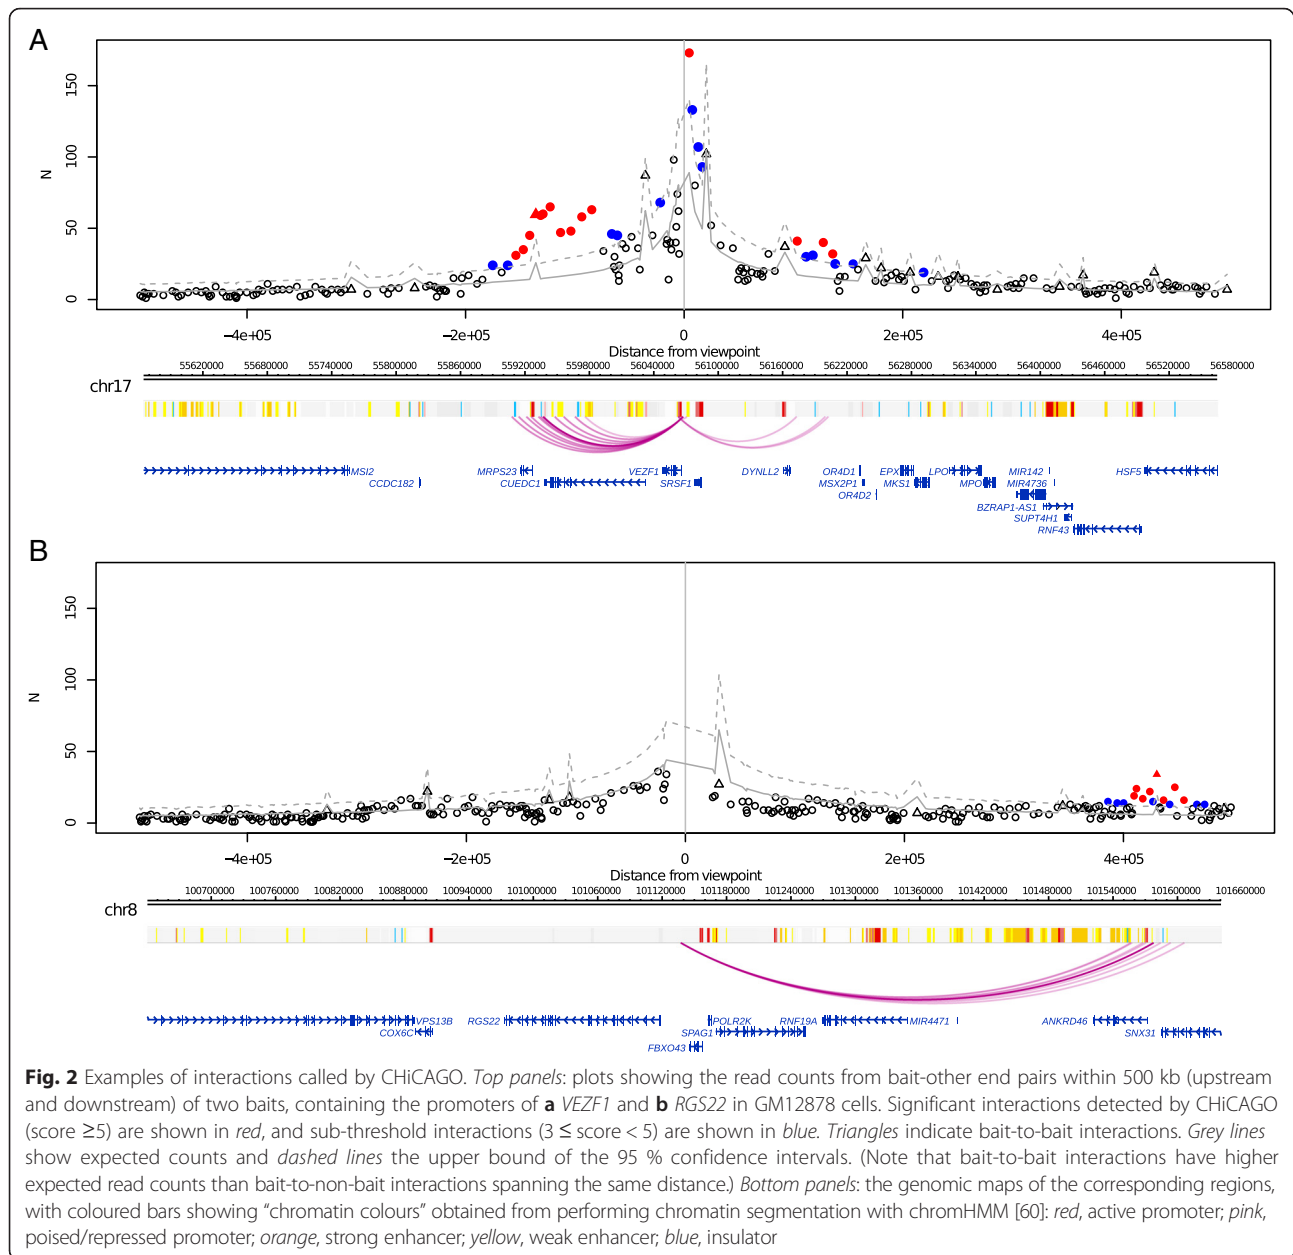 A
N
150
100
50
0
−4e+05 −2e+05 0 2e+05 4e+05
Distance from viewpoint
55620000 55680000 55740000 55800000 55860000 55920000 55980000 56040000 56100000 56160000 56220000 56280000 56340000 56400000 56460000 56520000 56580000
chr17
MSI2 MRPS23 VEZF1 DYNLL2 OR4D1 EPX LPO MIR142 HSF5
CCDC182 CUEDC1 SRSF1 MSX2P1 MKS1 MPO MIR4736
OR4D2
BZRAP1-AS1
SUPT4H1
RNF43
B
N
150
100
50
0
−4e+05 −2e+05 0 2e+05 4e+05
Distance from viewpoint
100700000 100760000 100820000 100880000 100940000 101000000 101060000 101120000 101180000 101240000 101300000 101360000 101420000 101480000 101540000 101600000 101660000
chr8
VPS13B RGS22 POLR2K RNF19A MIR4471 ANKRD46
COX6C SPAG1 SNX31
FBXO43
Fig. 2 Examples of interactions called by CHiCAGO. Top panels: plots showing the read counts from bait-other end pairs within 500 kb (upstream
and downstream) of two baits, containing the promoters of a VEZF1 and b RGS22 in GM12878 cells. Significant interactions detected by CHiCAGO
(score ≥5) are shown in red, and sub-threshold interactions (3 ≤ score < 5) are shown in blue. Triangles indicate bait-to-bait interactions. Grey lines
show expected counts and dashed lines the upper bound of the 95 % confidence intervals. (Note that bait-to-bait interactions have higher
expected read counts than bait-to-non-bait interactions spanning the same distance.) Bottom panels: the genomic maps of the corresponding regions,
with coloured bars showing “chromatin colours” obtained from performing chromatin segmentation with chromHMM [60]: red, active promoter; pink,
poised/repressed promoter; orange, strong enhancer; yellow, weak enhancer; blue, insulator